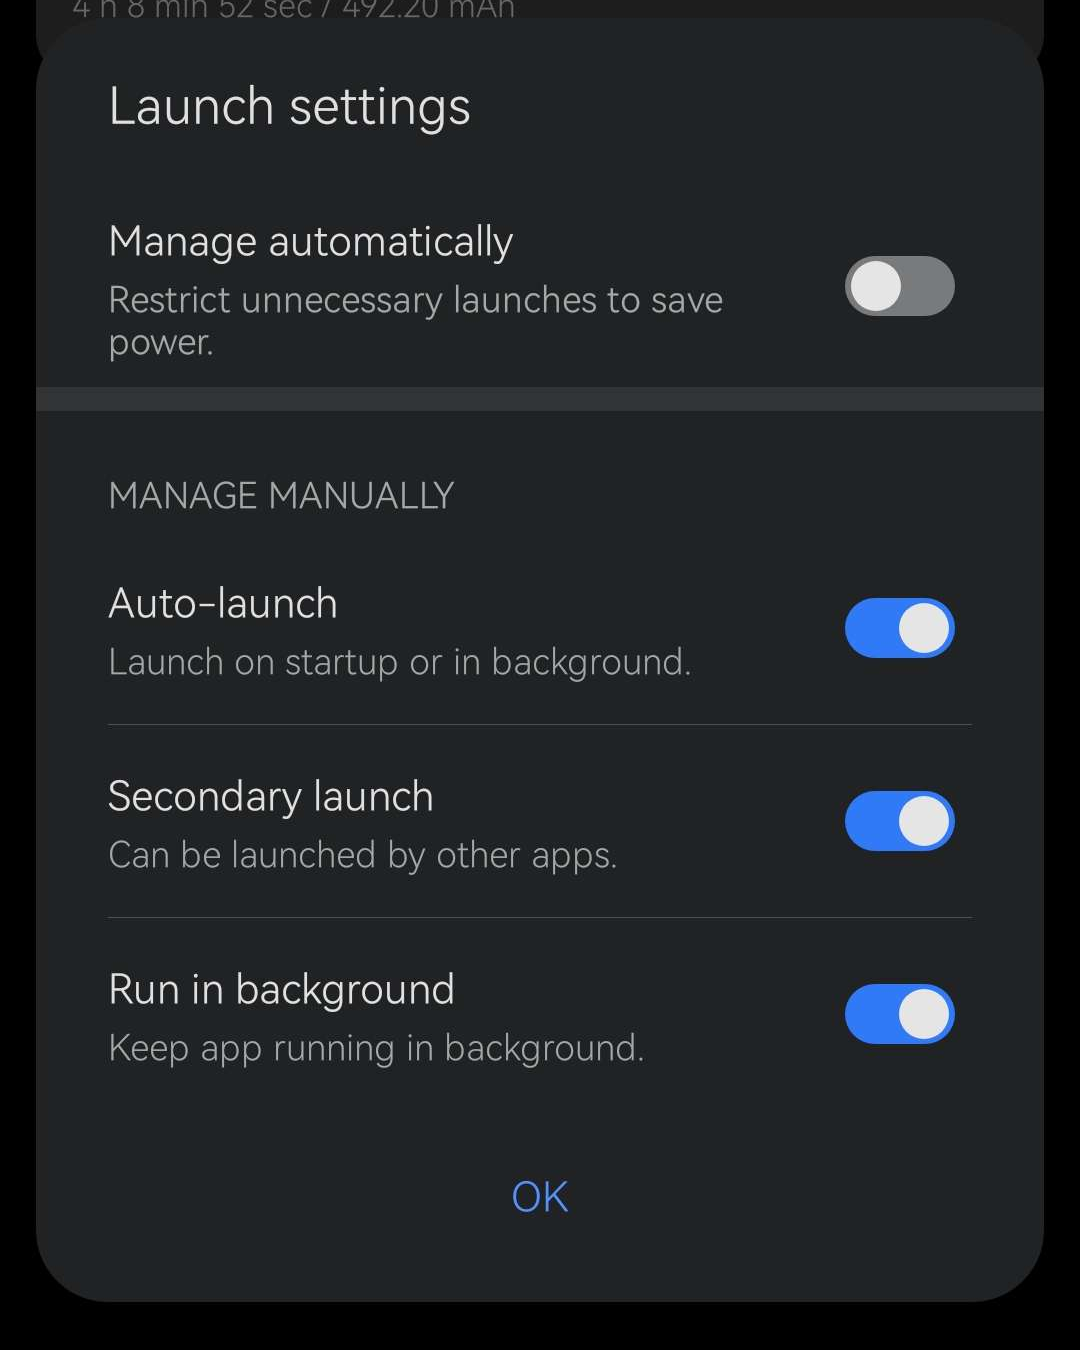 4 h 8 min 52 sec / 492.20 mAh
Launch settings
Manage automatically
Restrict unnecessary launches to save
power.
MANAGE MANUALLY
Auto-launch
Launch on startup or in background.
Secondary launch
Can be launched by other apps.
Run in background
Keep app running in background.
OK